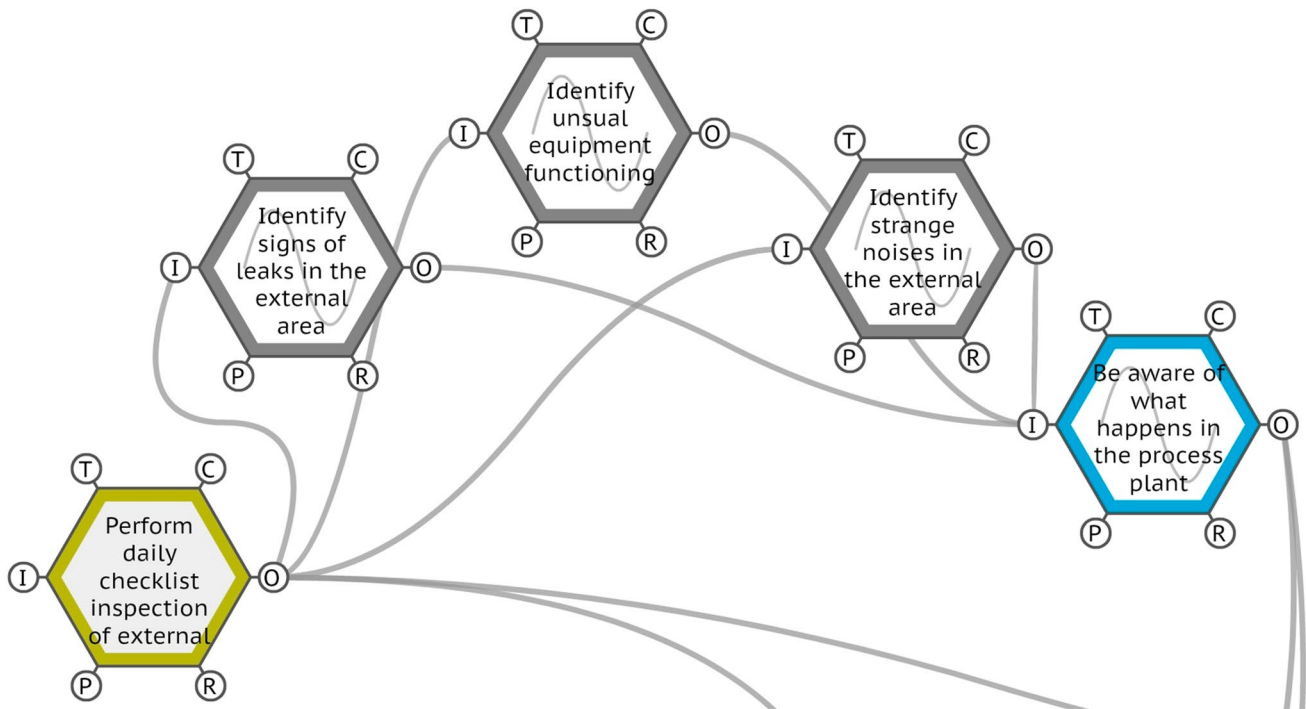 T
C
Identify
unsual
equipment
functioning
I
O
P
R
T
C
Identify
signs of
leaks in the
external
area
I
O
P
R
T
C
Identify
strange
noises in
the external
area
I
O
P
R
T
C
Be aware of
what
happens in
the process
plant
I
O
P
R
T
C
Perform
daily
checklist
inspection
of external
I
O
P
R